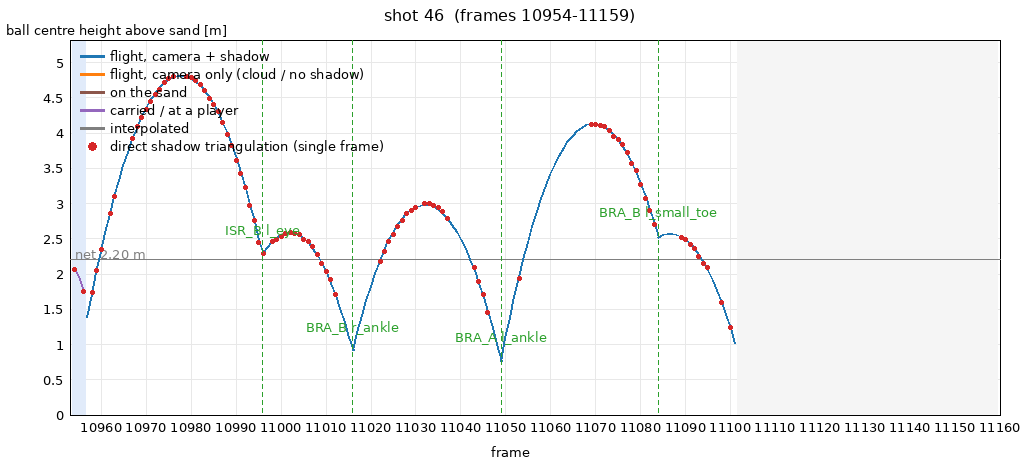 shot 46 (frames 10954-11159)
ball centre height above sand [m]
flight, camera + shadow
flight, camera only (cloud / no shadow)
on the sand
carried / at a player
interpolated
direct shadow triangulation (single frame)
5
4.5
4
3.5
3
2.5
2
1.5
1
0.5
0
net 2.20 m
ISR_B l_eye
BRA_B r_ankle
BRA_A l_ankle
BRA_B l_small_toe
10960 10970 10980 10990 11000 11010 11020 11030 11040 11050 11060 11070 11080 11090 11100 11110 11120 11130 11140 11150 11160
frame